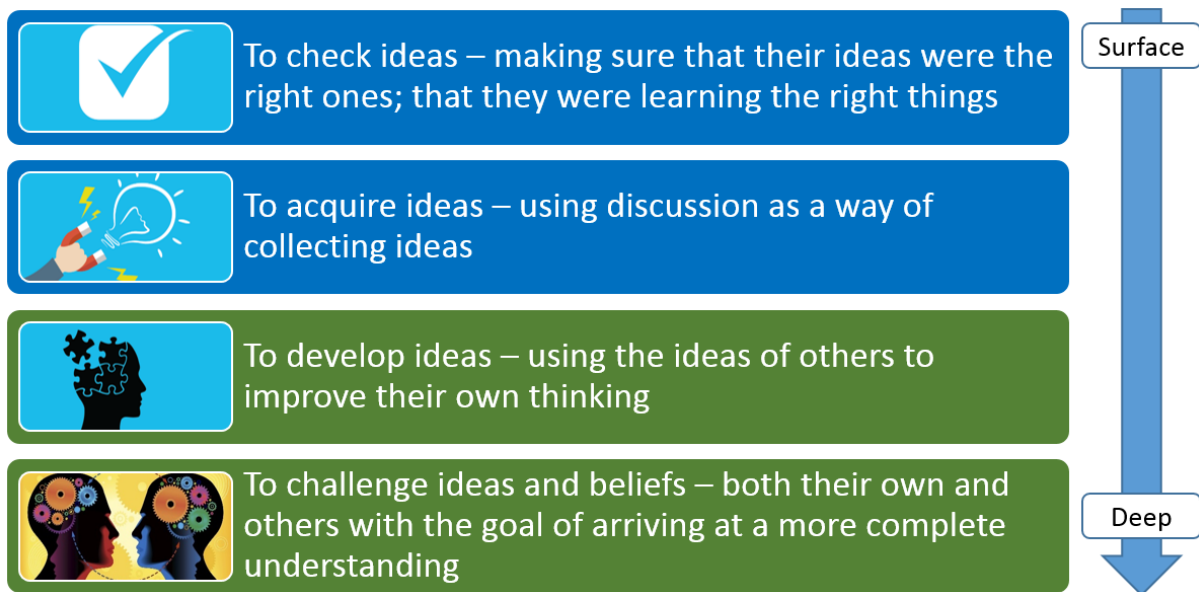 To check ideas – making sure that their ideas were the
right ones; that they were learning the right things
Surface
To acquire ideas – using discussion as a way of
collecting ideas
To develop ideas – using the ideas of others to
improve their own thinking
To challenge ideas and beliefs – both their own and
others with the goal of arriving at a more complete
understanding
Deep